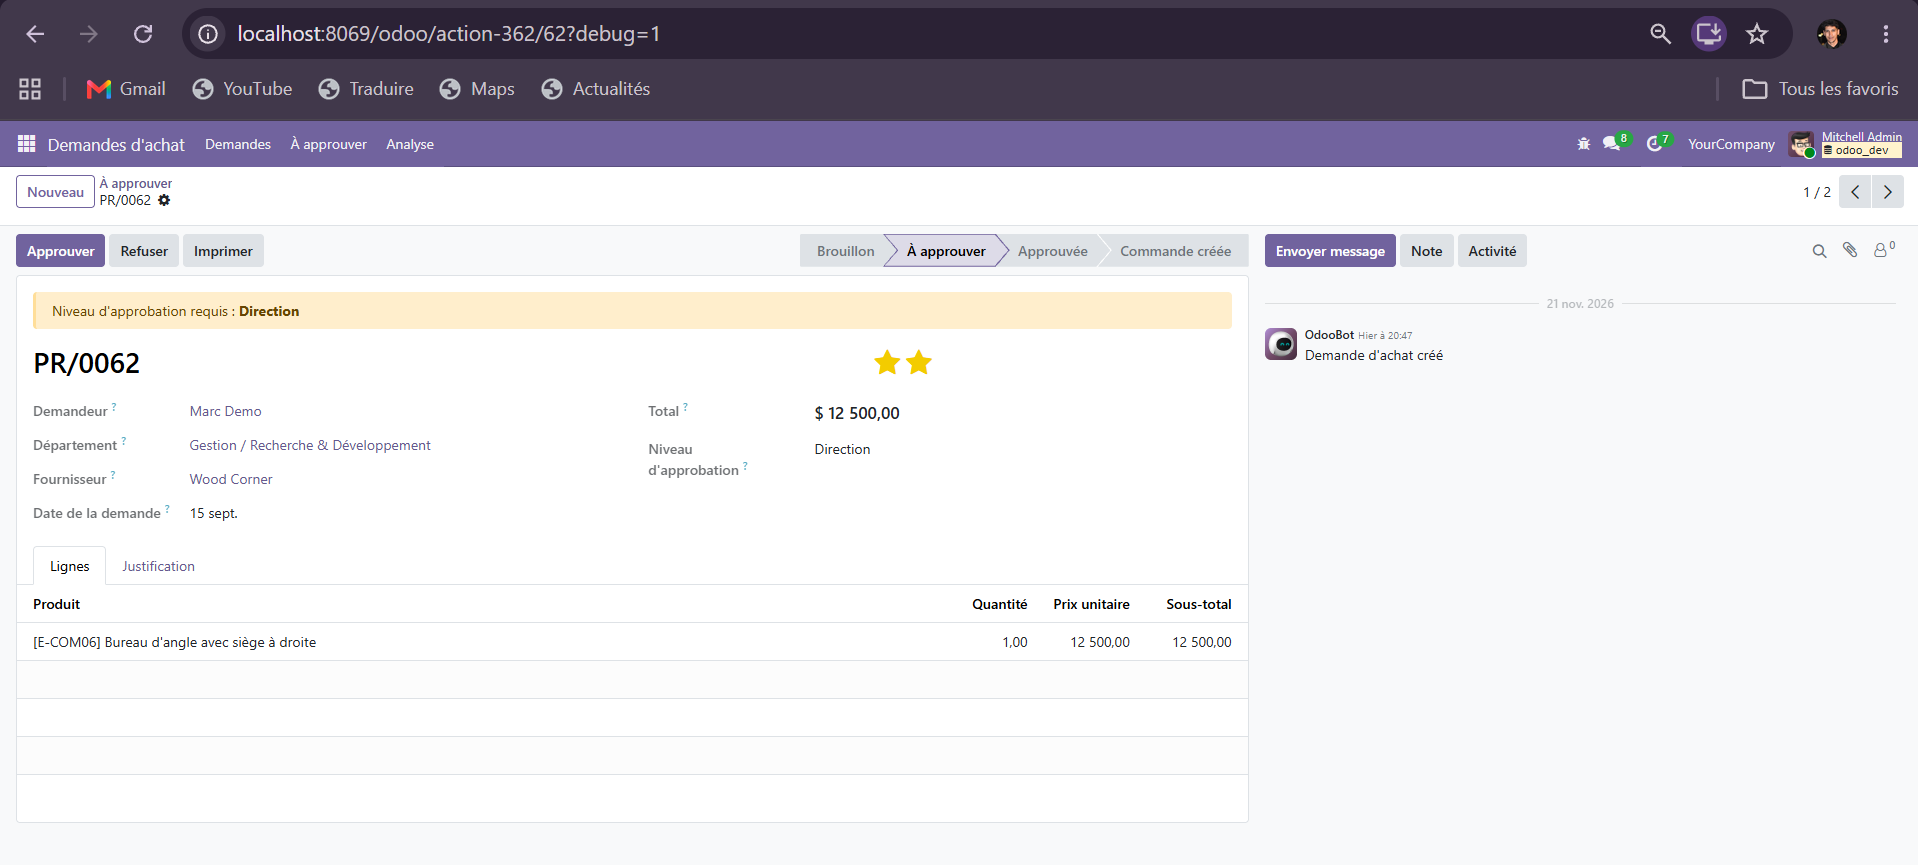 localhost:8069/odoo/action-362/62?debug=1
Gmail YouTube Traduire Maps Actualités Tous les favoris
Demandes d'achat Demandes À approuver Analyse 8 7 YourCompany Mitchell Admin
odoo_dev
Nouveau À approuver
PR/0062 1 / 2
Approuver Refuser Imprimer Brouillon À approuver Approuvée Commande créée Envoyer message Note Activité 0
Niveau d'approbation requis : Direction
21 nov. 2026
OdooBot Hier à 20:47
Demande d'achat créé
PR/0062
Demandeur ? Marc Demo Total ? $ 12 500,00
Département ? Gestion / Recherche & Développement Niveau
d'approbation ? Direction
Fournisseur ? Wood Corner
Date de la demande ? 15 sept.
Lignes Justification
Produit Quantité Prix unitaire Sous-total
[E-COM06] Bureau d'angle avec siège à droite 1,00 12 500,00 12 500,00